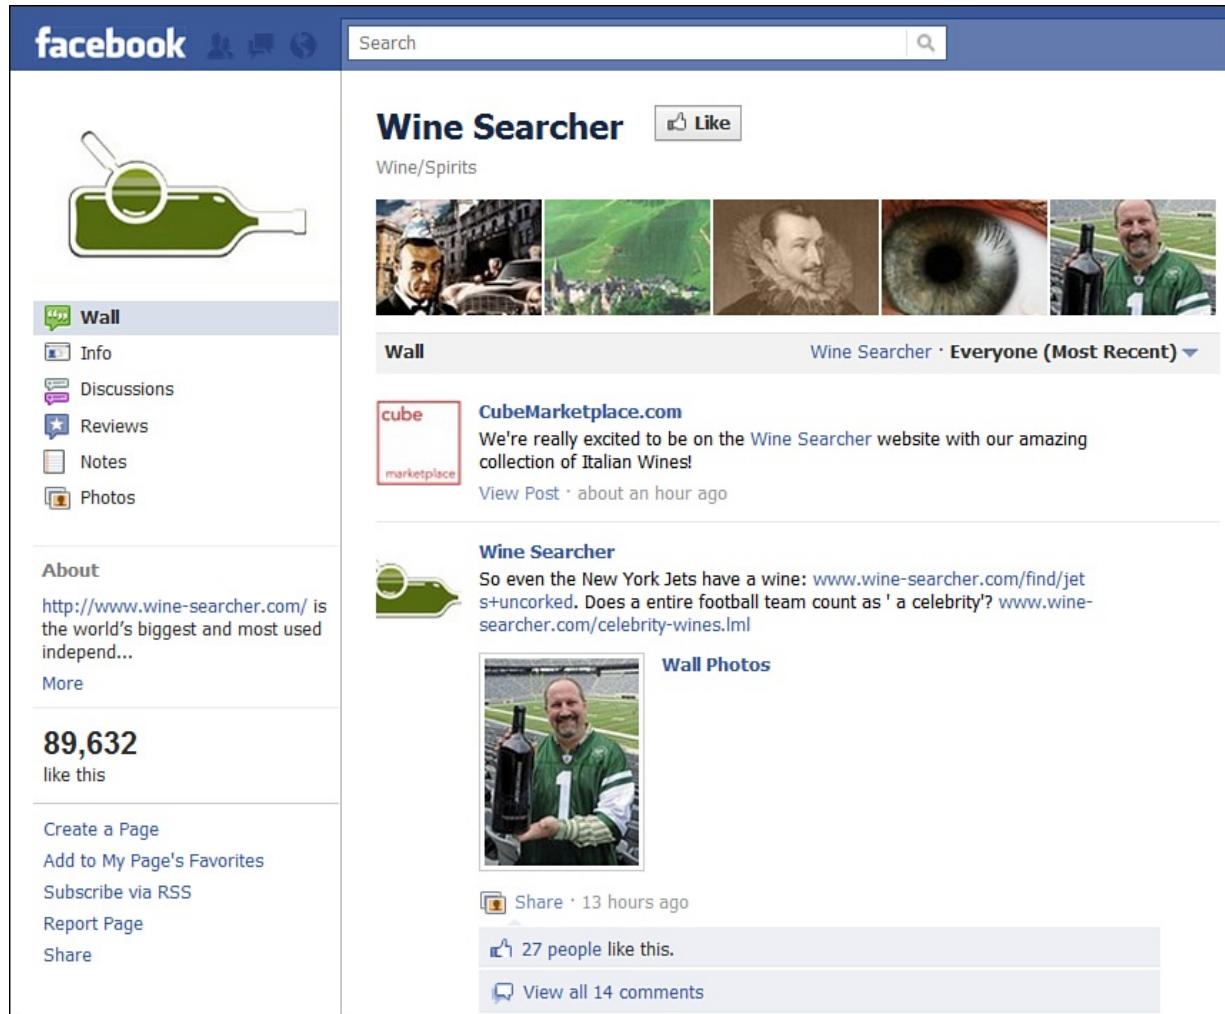 facebook
Search
Wine Searcher
Like
Wine/Spirits
Wall
Info
Discussions
Reviews
Notes
Photos
About
http://www.wine-searcher.com/ is
the world's biggest and most used
independ...
More
89,632
like this
Create a Page
Add to My Page's Favorites
Subscribe via RSS
Report Page
Share
Wall
Wine Searcher · Everyone (Most Recent)
cube
marketplace
CubeMarketplace.com
We're really excited to be on the Wine Searcher website with our amazing
collection of Italian Wines!
View Post · about an hour ago
Wine Searcher
So even the New York Jets have a wine: www.wine-searcher.com/find/jet
s+uncorked. Does a entire football team count as ' a celebrity'? www.wine-
searcher.com/celebrity-wines.lml
Wall Photos
1
Share · 13 hours ago
27 people like this.
View all 14 comments